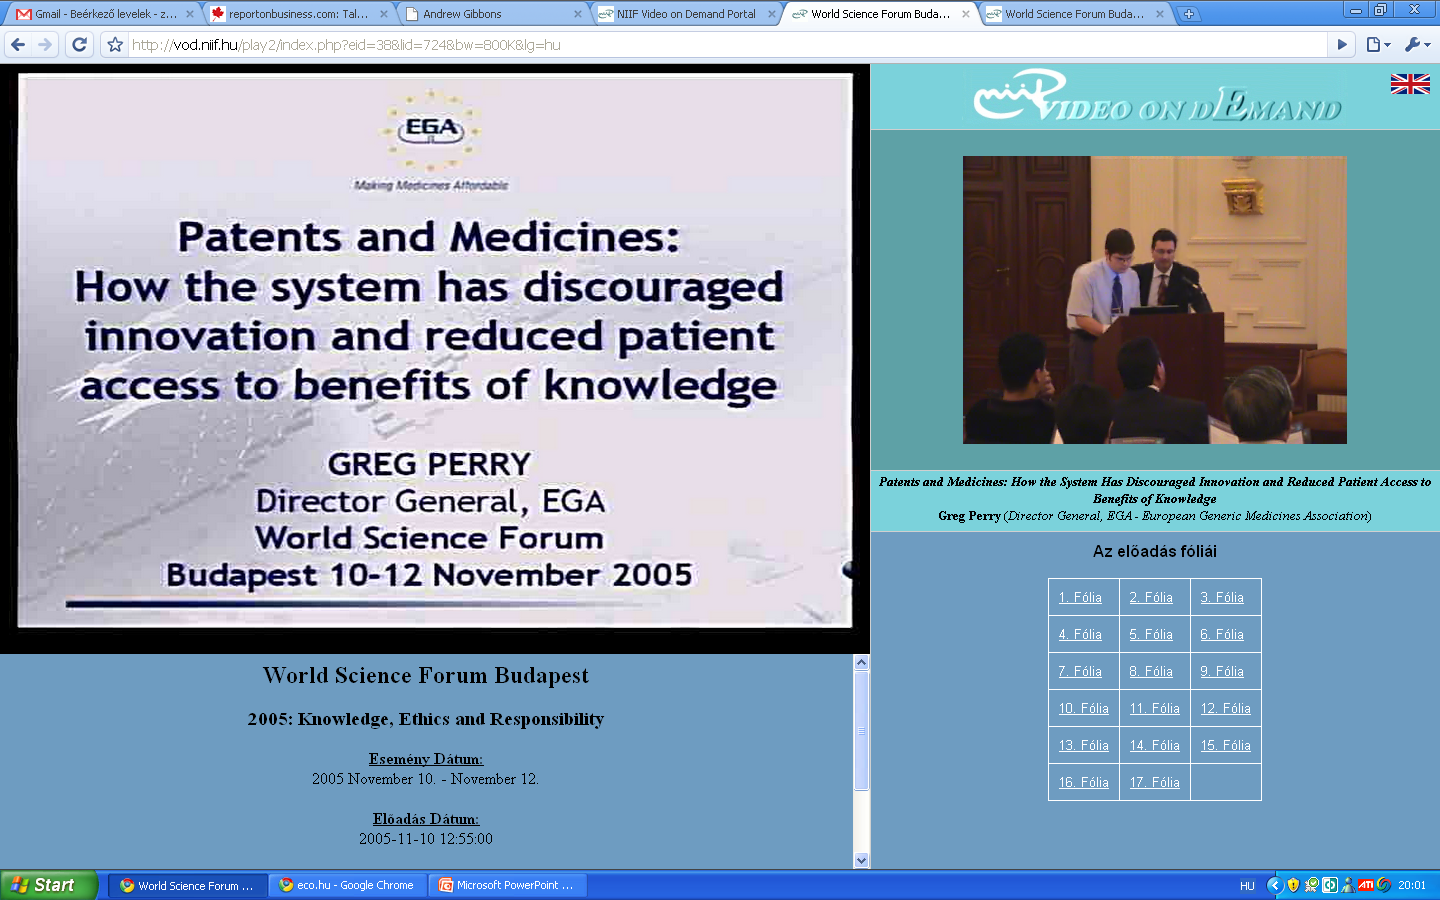 Gmail - Beérkező levelek - z...
reportonbusiness.com: Tal...
Andrew Gibbons
NIIF Video on Demand Portal
World Science Forum Buda...
World Science Forum Buda...
http://vod.niif.hu/play2/index.php?eid=38&lid=724&bw=800K&lg=hu
EGA
Making Medicines Affordable
Patents and Medicines:
How the system has discouraged
innovation and reduced patient
access to benefits of knowledge
GREG PERRY
Director General, EGA
World Science Forum
Budapest 10-12 November 2005
World Science Forum Budapest
2005: Knowledge, Ethics and Responsibility
Esemény Dátum:
2005 November 10. - November 12.
Előadás Dátum:
2005-11-10 12:55:00
niif VIDEO ON dEMAND
Patents and Medicines: How the System Has Discouraged Innovation and Reduced Patient Access to
Benefits of Knowledge
Greg Perry (Director General, EGA - European Generic Medicines Association)
Az előadás fóliái
1. Fólia 2. Fólia 3. Fólia
4. Fólia 5. Fólia 6. Fólia
7. Fólia 8. Fólia 9. Fólia
10. Fólia 11. Fólia 12. Fólia
13. Fólia 14. Fólia 15. Fólia
16. Fólia 17. Fólia
Start
World Science Forum ...
eco.hu - Google Chrome
Microsoft PowerPoint ...
HU
ATI
20:01